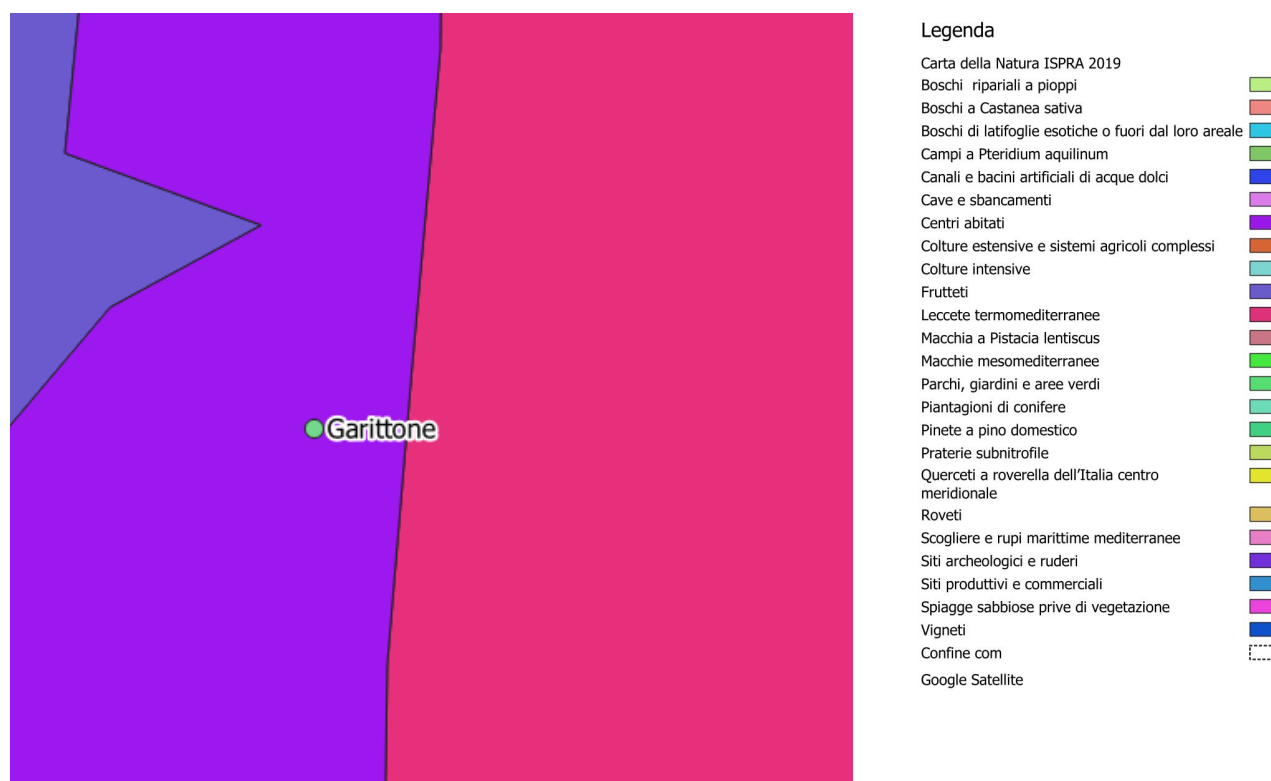 Garittone
Legenda
Carta della Natura ISPRA 2019
Boschi  ripariali a pioppi
Boschi a Castanea sativa
Boschi di latifoglie esotiche o fuori dal loro areale
Campi a Pteridium aquilinum
Canali e bacini artificiali di acque dolci
Cave e sbancamenti
Centri abitati
Colture estensive e sistemi agricoli complessi
Colture intensive
Frutteti
Leccete termomediterranee
Macchia a Pistacia lentiscus
Macchie mesomediterranee
Parchi, giardini e aree verdi
Piantagioni di conifere
Pinete a pino domestico
Praterie subnitrofile
Querceti a roverella dell'Italia centro
meridionale
Roveti
Scogliere e rupi marittime mediterranee
Siti archeologici e ruderi
Siti produttivi e commerciali
Spiagge sabbiose prive di vegetazione
Vigneti
Confine com
Google Satellite